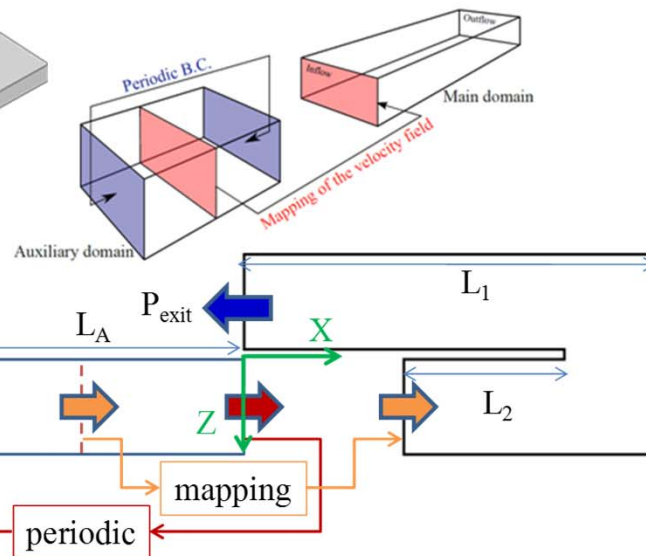 Outflow
Periodic B.C.
Inflow
Main domain
Mapping of the velocity field
Auxiliary domain
L1
Pexit
LA
X
L2
Z
mapping
periodic